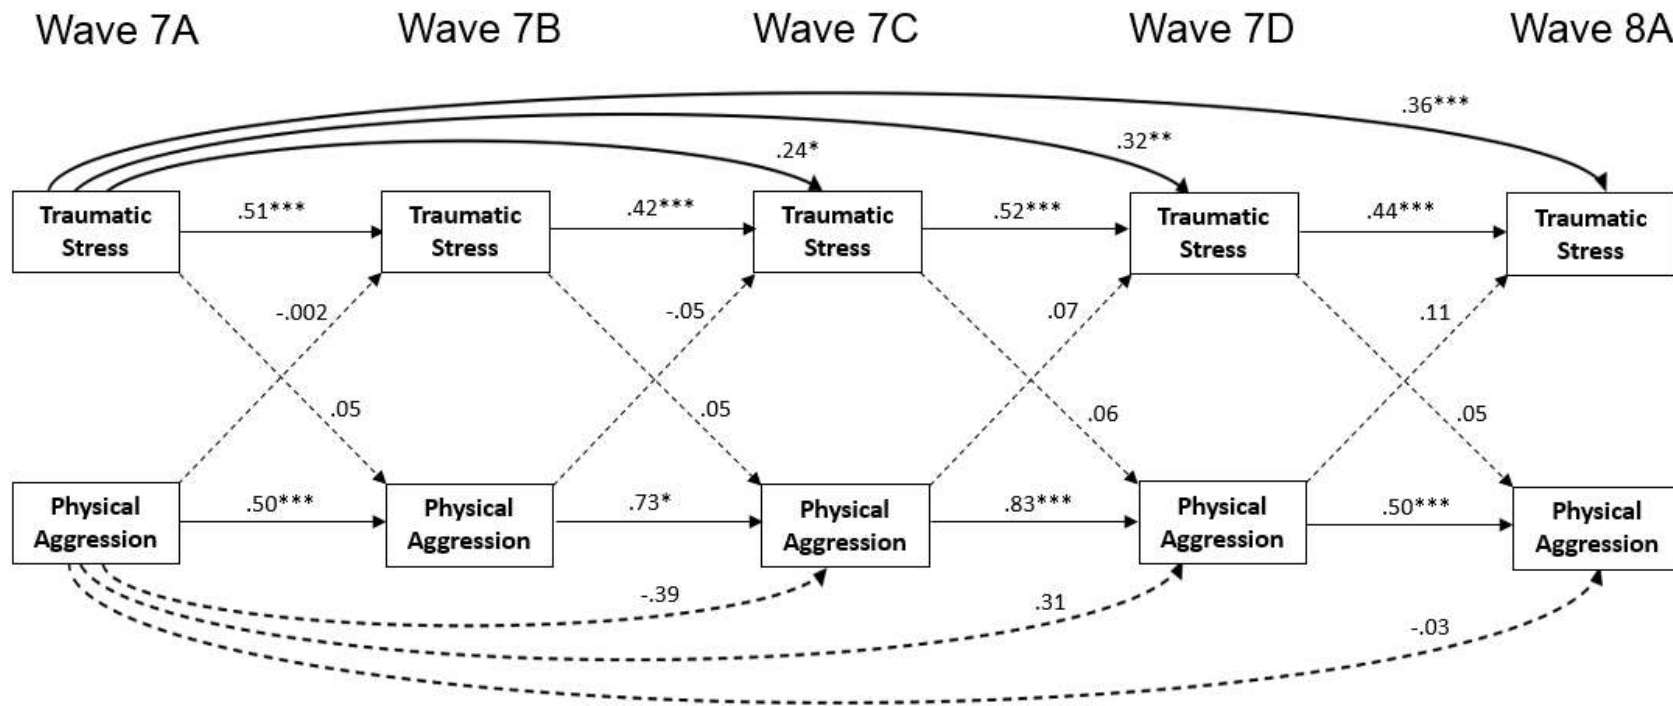 Wave 7A
Wave 7B
Wave 7C
Wave 7D
Wave 8A
.36***
.32**
.24*
Traumatic
Stress
.51***
Traumatic
Stress
.42***
Traumatic
Stress
.52***
Traumatic
Stress
.44***
Traumatic
Stress
-.002
-.05
.07
.11
.05
.05
.06
.05
Physical
Aggression
.50***
Physical
Aggression
.73*
Physical
Aggression
.83***
Physical
Aggression
.50***
Physical
Aggression
-.39
.31
-.03